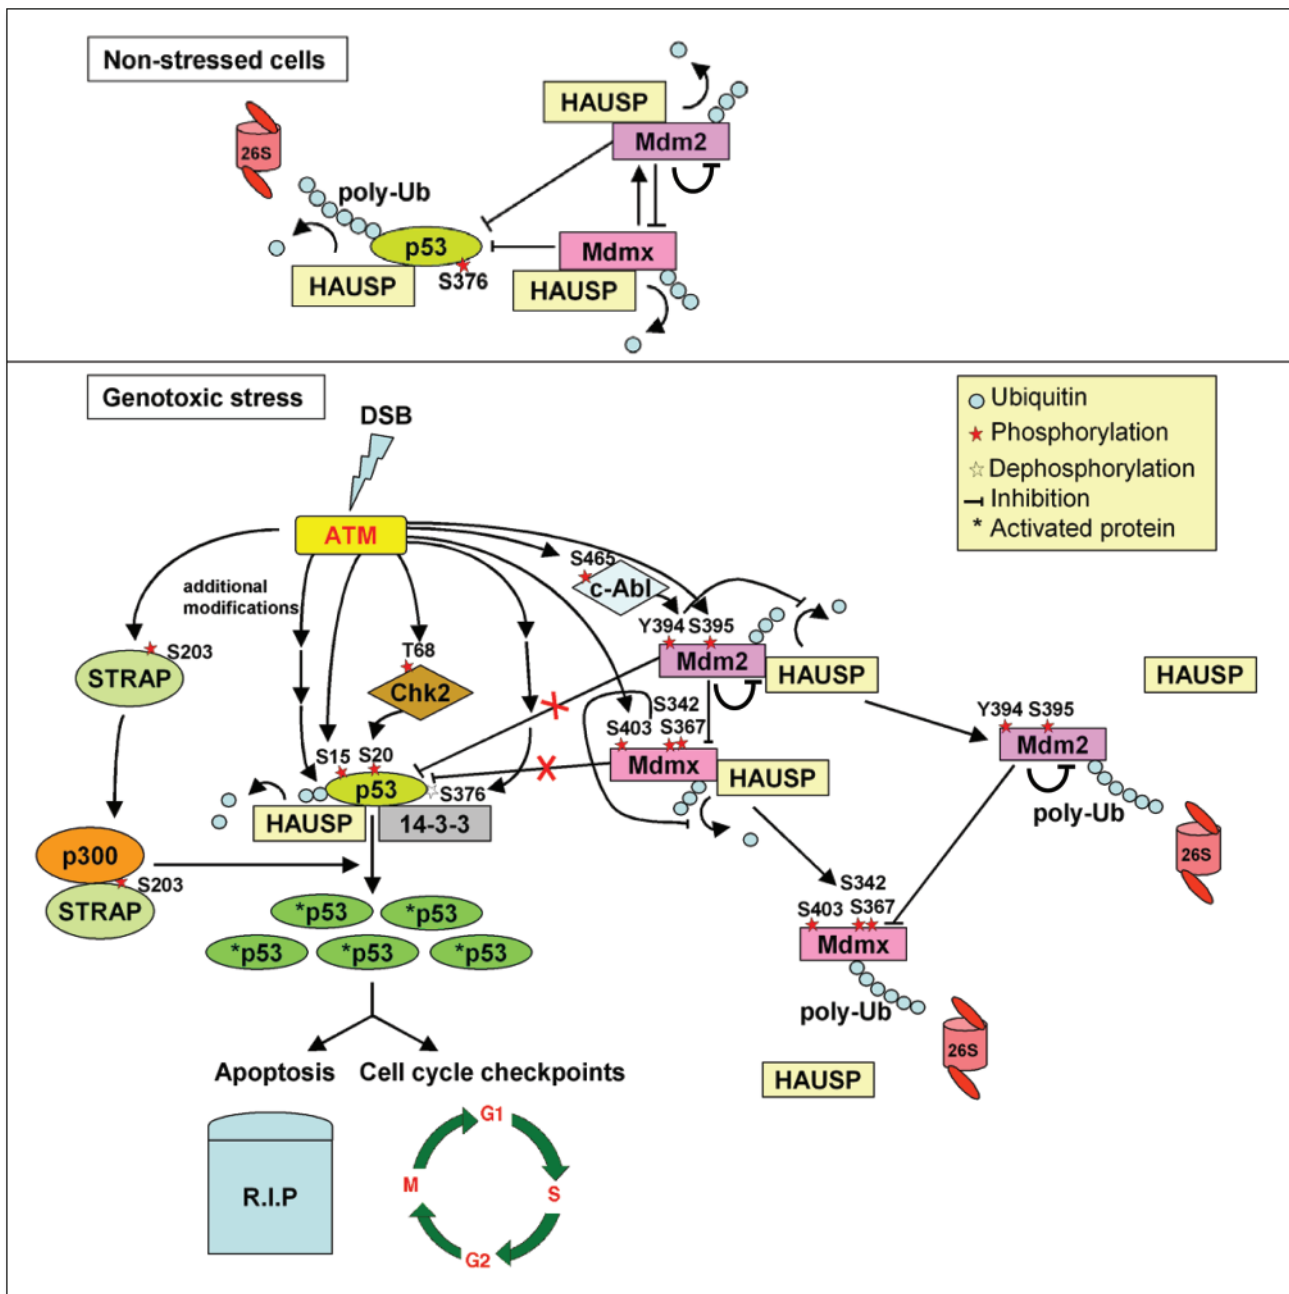 Non-stressed cells
HAUSP
Mdm2
26S
poly-Ub
p53
Mdmx
HAUSP
S376
HAUSP
Genotoxic stress
DSB
Ubiquitin
Phosphorylation
Dephosphorylation
Inhibition
* Activated protein
ATM
S465
c-Abl
additional
modifications
Y394 S395
S203
T68
Mdm2
HAUSP
HAUSP
STRAP
Chk2
S342
Y394 S395
S403 S367
Mdm2
S15 S20
Mdmx
HAUSP
p53
S376
poly-Ub
HAUSP
14-3-3
26S
p300
S203
STRAP
S342
S403 S367
Mdmx
*p53 *p53
*p53 *p53 *p53
poly-Ub
26S
Apoptosis
Cell cycle checkpoints
HAUSP
G1
R.I.P
M
S
G2